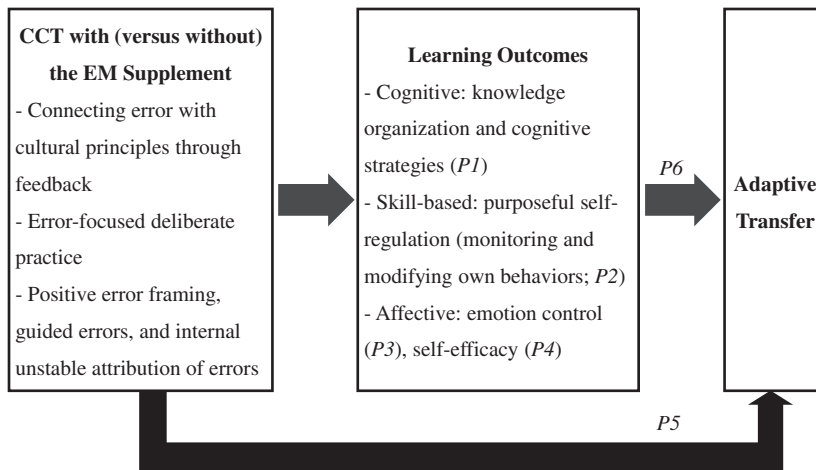 CCT with (versus without)
the EM Supplement
- Connecting error with
cultural principles through
feedback
- Error-focused deliberate
practice
- Positive error framing,
guided errors, and internal
unstable attribution of errors
Learning Outcomes
- Cognitive: knowledge
organization and cognitive
strategies (P1)
- Skill-based: purposeful self-
regulation (monitoring and
modifying own behaviors; P2)
- Affective: emotion control
(P3), self-efficacy (P4)
P6
Adaptive
Transfer
P5